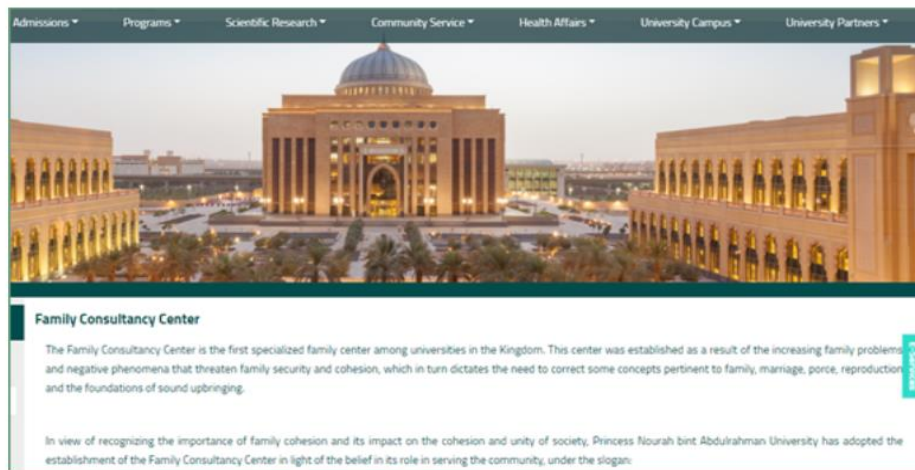 Admissions Programs Scientific Research Community Service Health Affairs University Campus University Partners
Family Consultancy Center
The Family Consultancy Center is the first specialized family center among universities in the Kingdom. This center was established as a result of the increasing family problems
and negative phenomena that threaten family security and cohesion, which in turn dictates the need to correct some concepts pertinent to family, marriage, porce, reproduction
and the foundations of sound upbringing.
In view of recognizing the importance of family cohesion and its impact on the cohesion and unity of society, Princess Nourah bint Abdulrahman University has adopted the
establishment of the Family Consultancy Center in light of the belief in its role in serving the community, under the slogan: